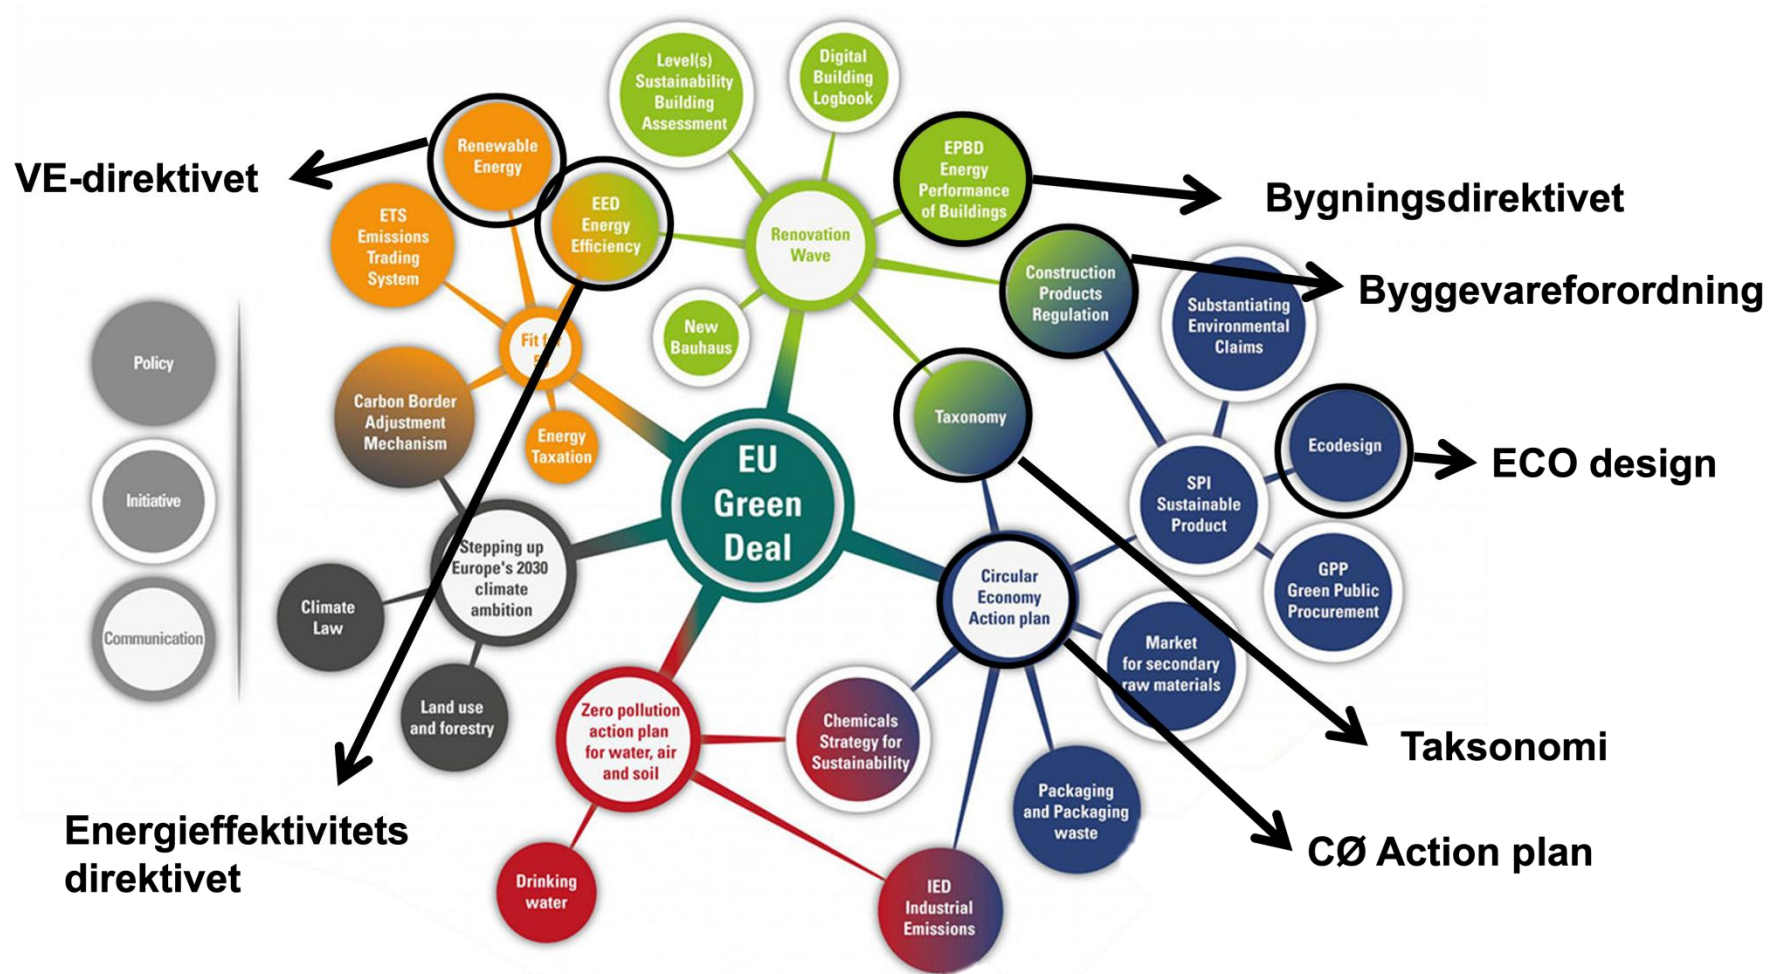 Level(s)
Sustainability
Building
Assessment
Digital
Building
Logbook
Renewable
Energy
EPBD
Energy
Performance
of Buildings
VE-direktivet
Bygningsdirektivet
ETS
Emissions
Trading
System
EED
Energy
Efficiency
Renovation
Wave
Construction
Products
Regulation
Byggevareforordning
Substantiating
Environmental
Claims
New
Bauhaus
Policy
Carbon Border
Adjustment
Mechanism
Energy
Taxation
Taxonomy
Ecodesign
ECO design
EU
Green
Deal
SPI
Sustainable
Product
Initiative
Stepping up
Europe's 2030
climate
ambition
Circular
Economy
Action plan
GPP
Green Public
Procurement
Climate
Law
Communication
Market
for secondary
raw materials
Land use
and forestry
Zero pollution
action plan
for water, air
and soil
Chemicals
Strategy for
Sustainability
Taksonomi
Packaging
and Packaging
waste
Energieffektivitets
direktivet
CØ Action plan
Drinking
water
IED
Industrial
Emissions